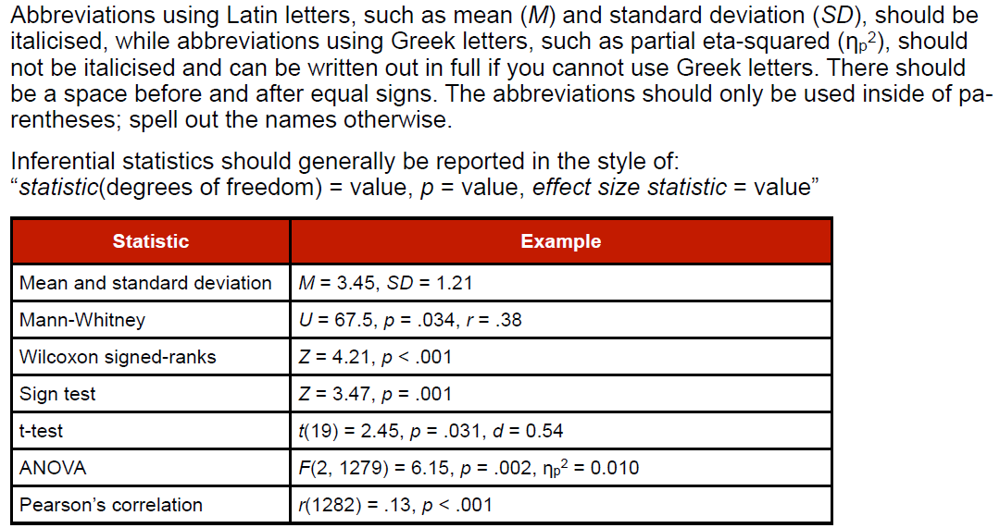 Abbreviations using Latin letters, such as mean (M) and standard deviation (SD), should be
italicised, while abbreviations using Greek letters, such as partial eta-squared (ηp²), should
not be italicised and can be written out in full if you cannot use Greek letters. There should
be a space before and after equal signs. The abbreviations should only be used inside of pa-
rentheses; spell out the names otherwise.
Inferential statistics should generally be reported in the style of:
“statistic(degrees of freedom) = value, p = value, effect size statistic = value”
Statistic Example
Mean and standard deviation M = 3.45, SD = 1.21
Mann-Whitney U = 67.5, p = .034, r = .38
Wilcoxon signed-ranks Z = 4.21, p < .001
Sign test Z = 3.47, p = .001
t-test t(19) = 2.45, p = .031, d = 0.54
ANOVA F(2, 1279) = 6.15, p = .002, ηp² = 0.010
Pearson’s correlation r(1282) = .13, p < .001